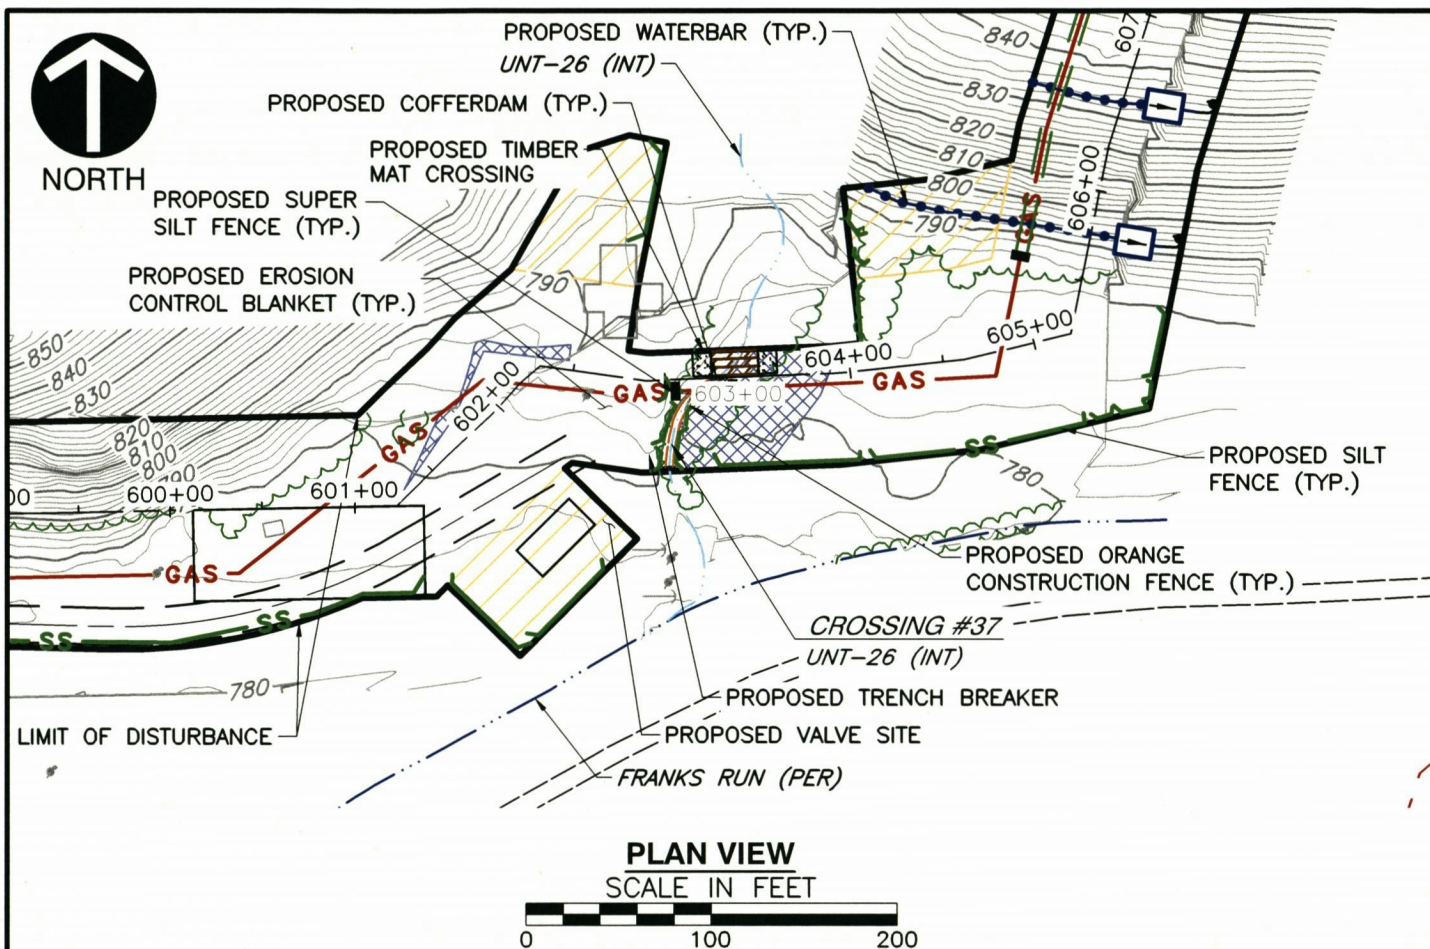 PROPOSED WATERBAR (TYP.)
UNT-26 (INT)
PROPOSED COFFERDAM (TYP.)
PROPOSED TIMBER
MAT CROSSING
PROPOSED SUPER
SILT FENCE (TYP.)
PROPOSED EROSION
CONTROL BLANKET (TYP.)
NORTH
840
830
820
810
800
790
607
606+00
GAS
790
605+00
604+00
GAS
603+00
GAS
602+00
GAS
850
840
830
820
810
800
790
00
600+00
601+00
GAS
SS
SS
SS
780
780
PROPOSED SILT
FENCE (TYP.)
PROPOSED ORANGE
CONSTRUCTION FENCE (TYP.)
CROSSING #37
UNT-26 (INT)
PROPOSED TRENCH BREAKER
PROPOSED VALVE SITE
FRANKS RUN (PER)
LIMIT OF DISTURBANCE
PLAN VIEW
SCALE IN FEET
0 100 200